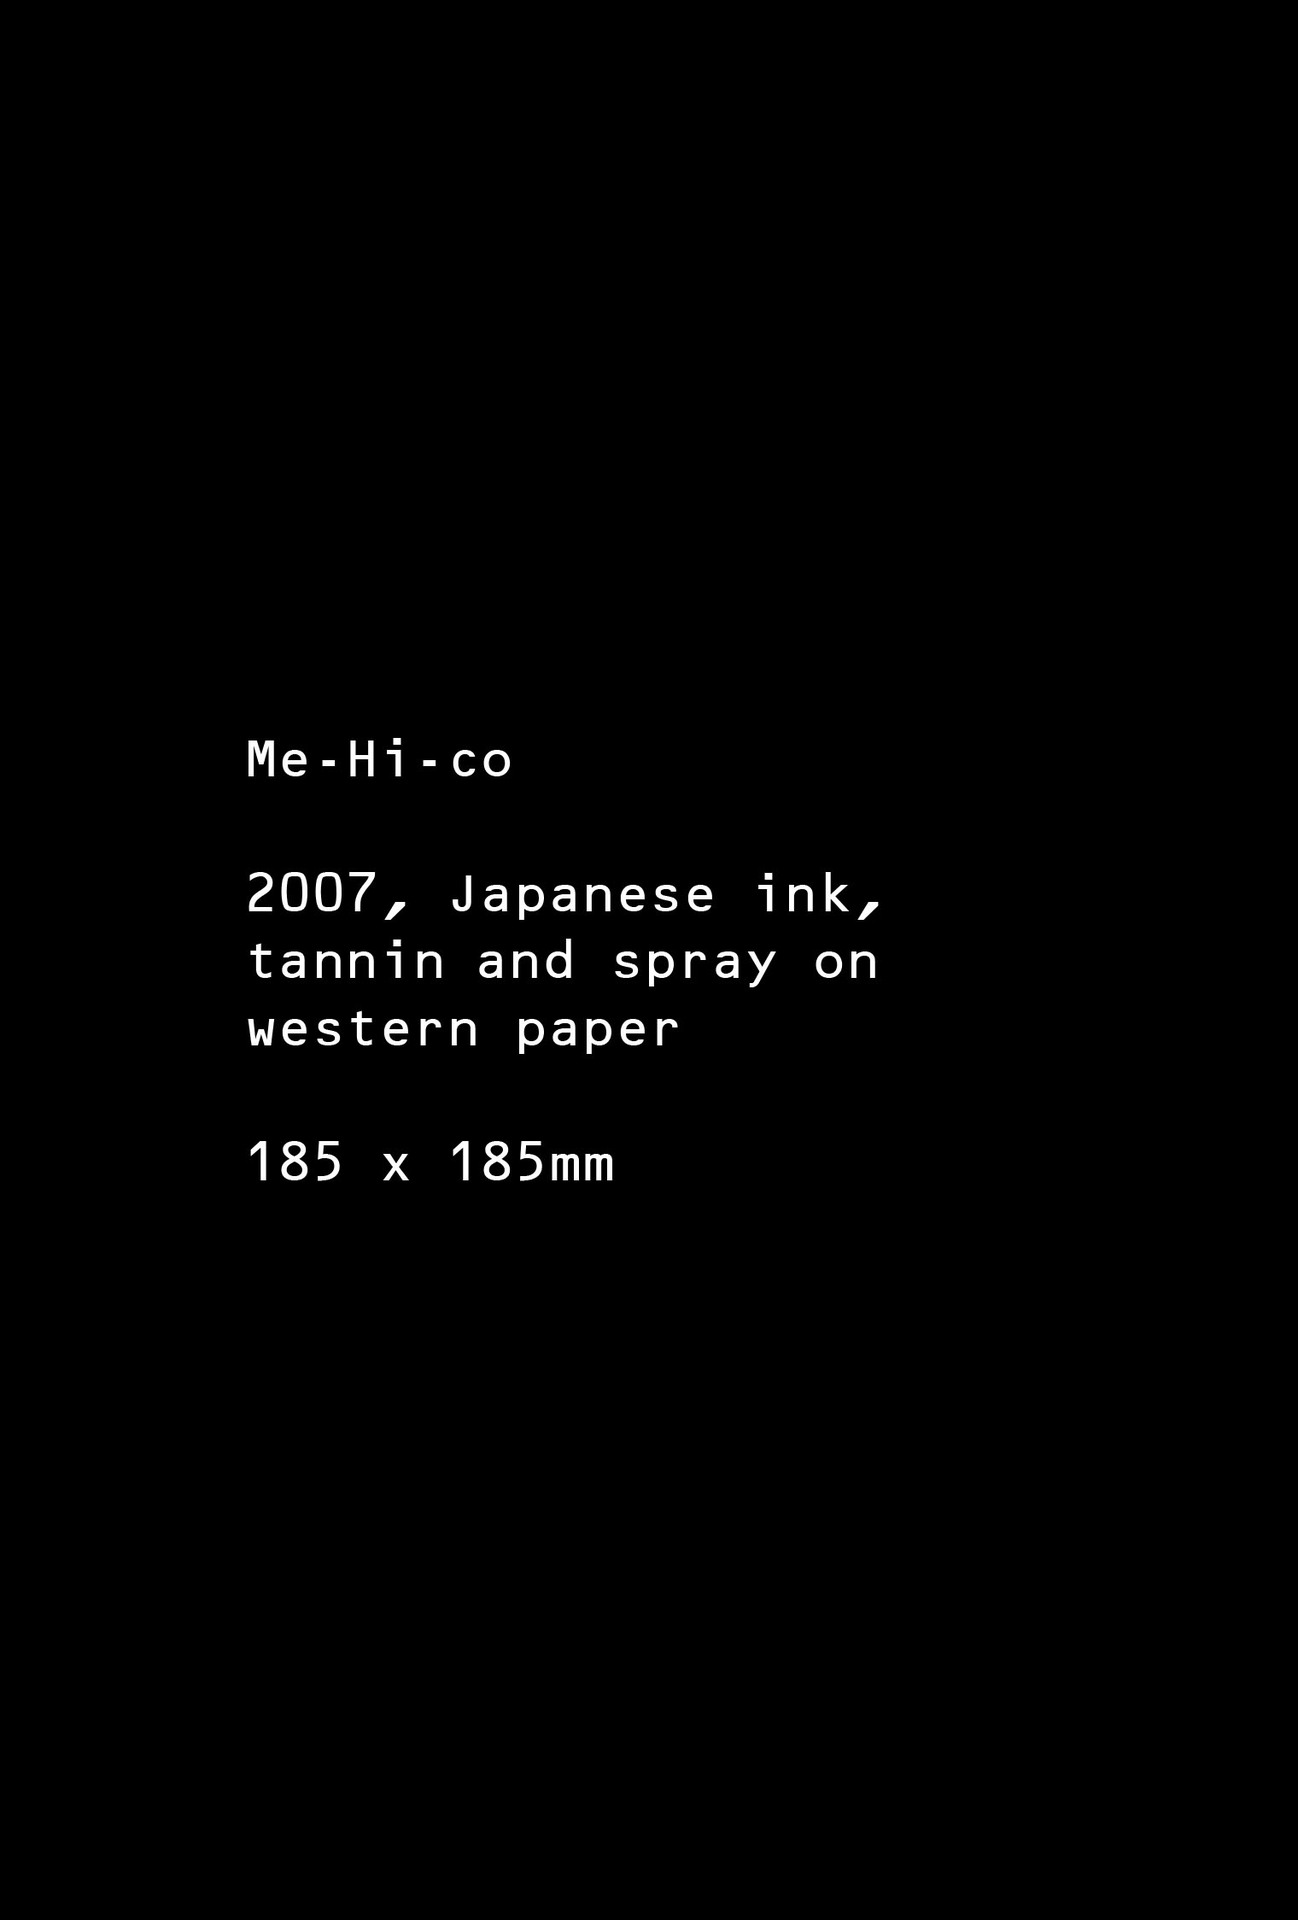 Me-Hi-co
2007, Japanese ink,
tannin and spray on
western paper
185 x 185mm